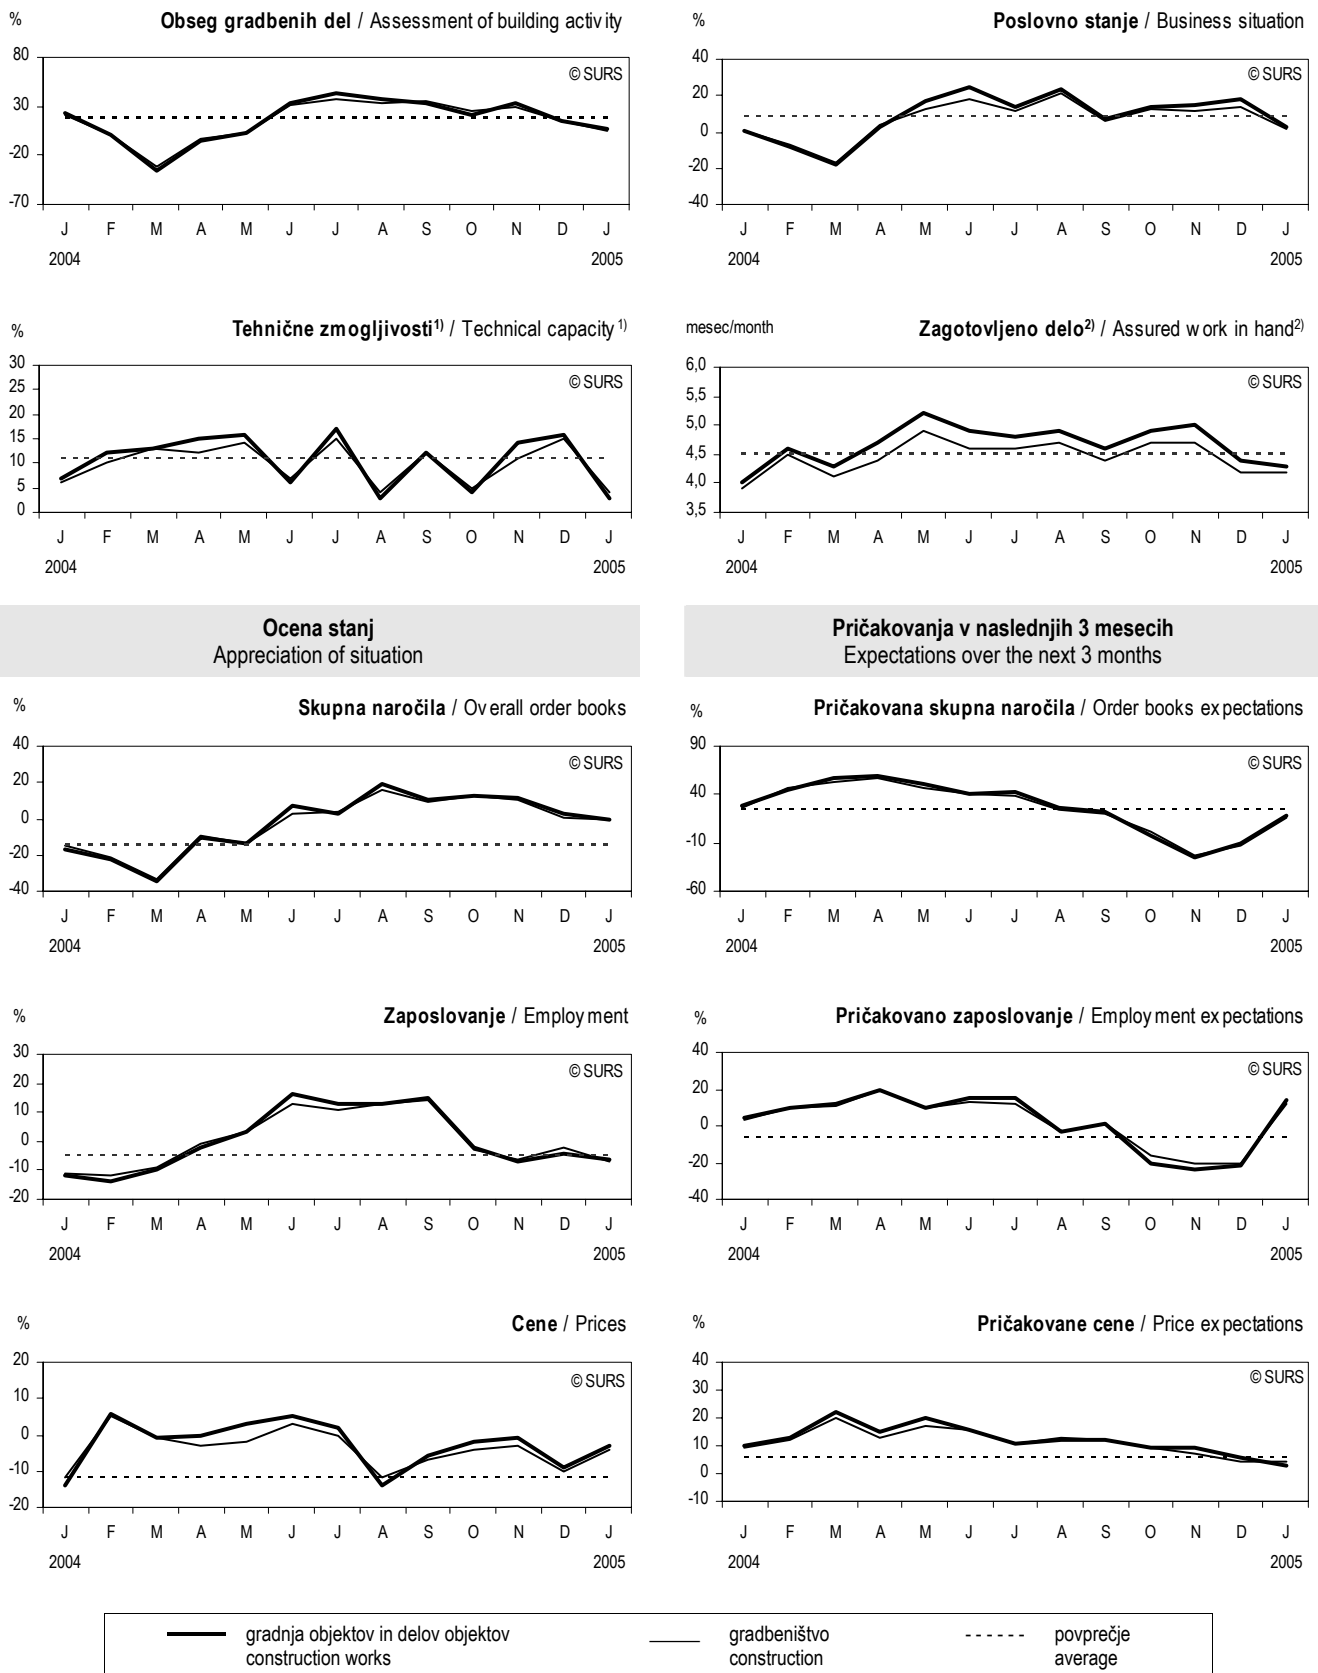 %
Obseg gradbenih del / Assessment of building activity
© SURS
80
30
-20
-70
J F M A M J J A S O N D J
2004 2005
%
Poslovno stanje / Business situation
© SURS
40
20
0
-20
-40
J F M A M J J A S O N D J
2004 2005
%
Tehnične zmogljivosti1) / Technical capacity 1)
© SURS
30
25
20
15
10
5
0
J F M A M J J A S O N D J
2004 2005
mesec/month
Zagotovljeno delo2) / Assured work in hand2)
© SURS
6,0
5,5
5,0
4,5
4,0
3,5
J F M A M J J A S O N D J
2004 2005
Ocena stanj
Appreciation of situation
Pričakovanja v naslednjih 3 mesecih
Expectations over the next 3 months
%
Skupna naročila / Overall order books
© SURS
40
20
0
-20
-40
J F M A M J J A S O N D J
2004 2005
%
Pričakovana skupna naročila / Order books expectations
© SURS
90
40
-10
-60
J F M A M J J A S O N D J
2004 2005
%
Zaposlovanje / Employment
© SURS
30
20
10
0
-10
-20
J F M A M J J A S O N D J
2004 2005
%
Pričakovano zaposlovanje / Employment expectations
© SURS
40
20
0
-20
-40
J F M A M J J A S O N D J
2004 2005
%
Cene / Prices
© SURS
20
10
0
-10
-20
J F M A M J J A S O N D J
2004 2005
%
Pričakovane cene / Price expectations
© SURS
40
30
20
10
0
-10
J F M A M J J A S O N D J
2004 2005
gradnja objektov in delov objektov
construction works
gradbeništvo
construction
povprečje
average